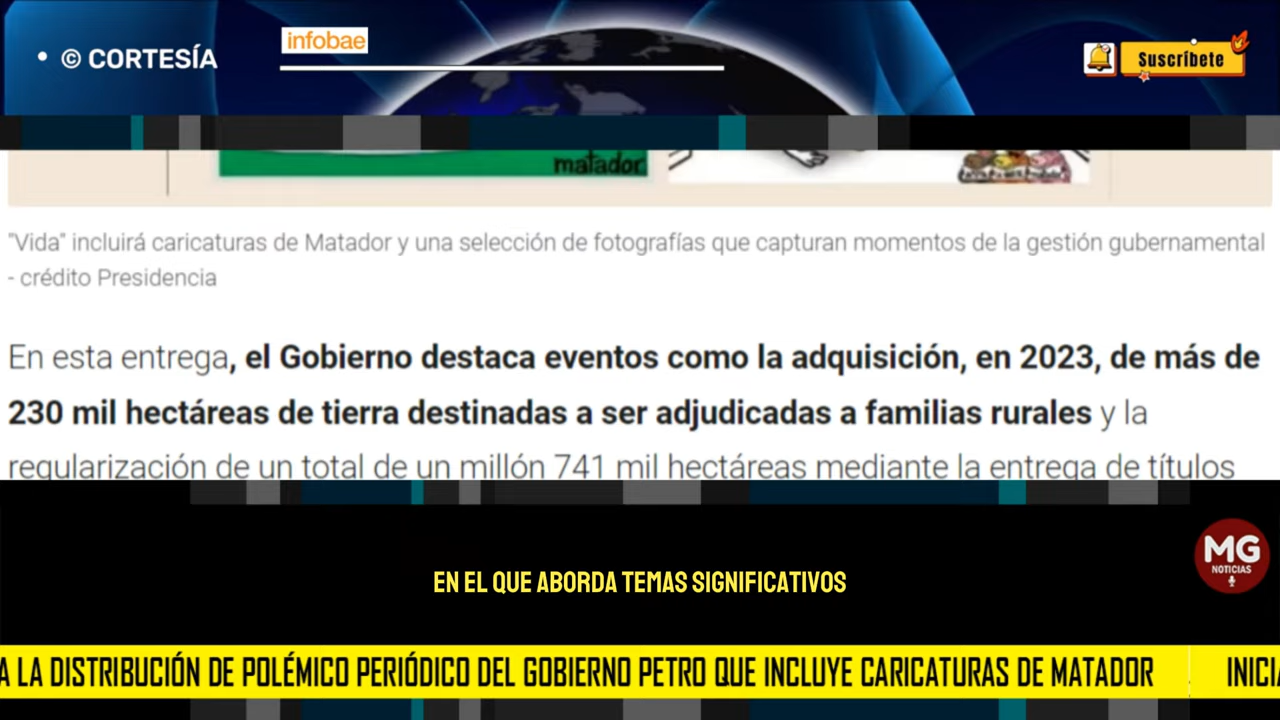 • © CORTESÍA
infobae
Suscríbete
matador
"Vida" incluirá caricaturas de Matador y una selección de fotografías que capturan momentos de la gestión gubernamental
- crédito Presidencia
En esta entrega, el Gobierno destaca eventos como la adquisición, en 2023, de más de
230 mil hectáreas de tierra destinadas a ser adjudicadas a familias rurales y la
regularización de un total de un millón 741 mil hectáreas mediante la entrega de títulos
MG
NOTICIAS
EN EL QUE ABORDA TEMAS SIGNIFICATIVOS
A LA DISTRIBUCIÓN DE POLÉMICO PERIÓDICO DEL GOBIERNO PETRO QUE INCLUYE CARICATURAS DE MATADOR INICIA